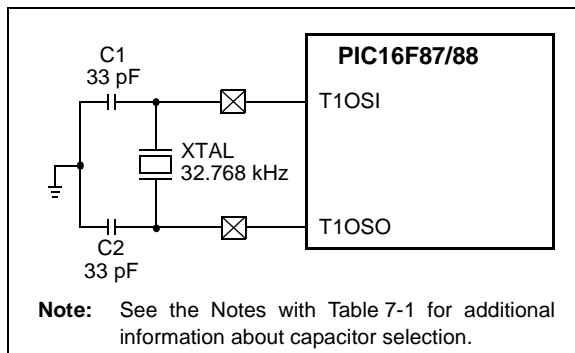 C1
33 pF
PIC16F87/88
T1OSI
XTAL
32.768 kHz
T1OSO
C2
33 pF
Note: See the Notes with Table 7-1 for additional
information about capacitor selection.